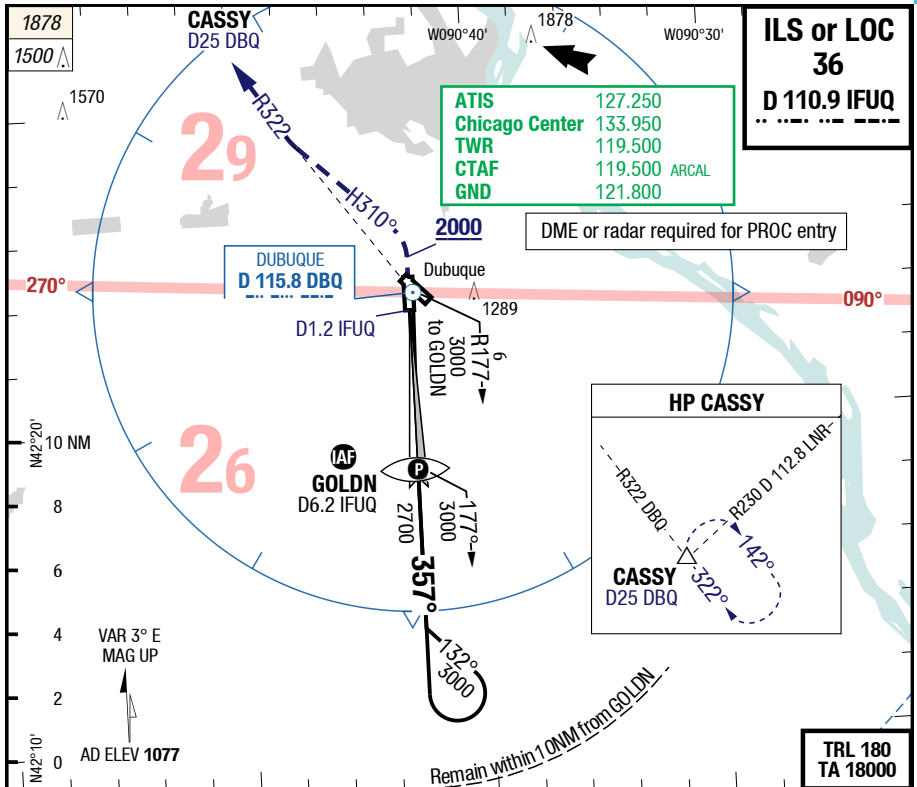 1878
1500
1570
CASSY
D25 DBQ
W090°40'
1878
W090°30'
ILS or LOC
36
D 110.9 IFUQ
ATIS 127.250
Chicago Center 133.950
TWR 119.500
CTAF 119.500 ARCAL
GND 121.800
DME or radar required for PROC entry
R322
H310°
2000
29
DUBUQUE
D 115.8 DBQ
Dubuque
1289
270°
090°
D1.2 IFUQ
6
R177
3000
to GOLDN
N42°20'
10 NM
26
IAF
GOLDN
D6.2 IFUQ
P
2700
177°
3000
357°
132°
3000
HP CASSY
R322 DBQ
R230 D 112.8 LNR
CASSY
D25 DBQ
142°
322°
8
6
4
2
0
VAR 3° E
MAG UP
AD ELEV 1077
N42°10'
Remain within 10NM from GOLDN
TRL 180
TA 18000